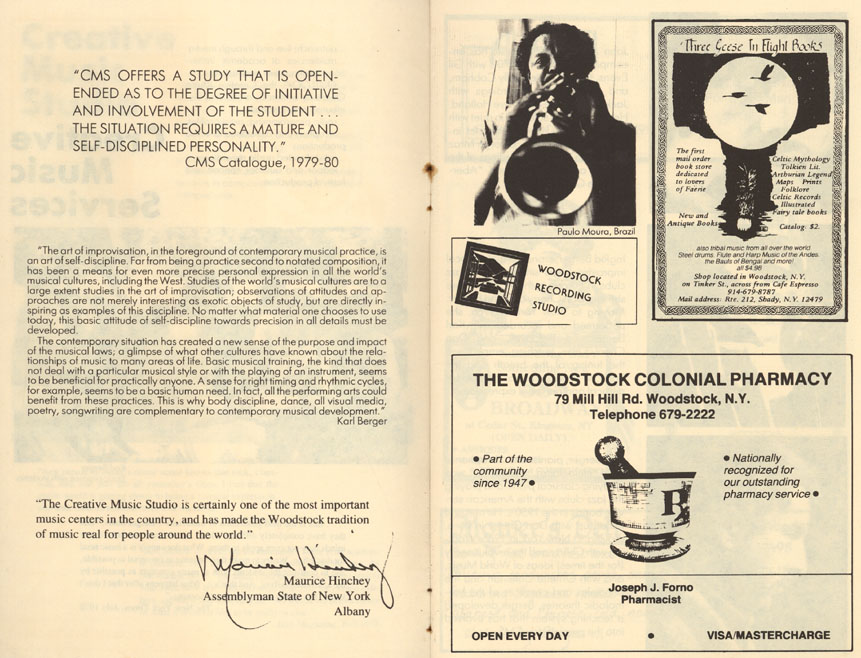 “CMS OFFERS A STUDY THAT IS OPEN-
ENDED AS TO THE DEGREE OF INITIATIVE
AND INVOLVEMENT OF THE STUDENT . . .
THE SITUATION REQUIRES A MATURE AND
SELF-DISCIPLINED PERSONALITY.”
CMS Catalogue, 1979-80
“The art of improvisation, in the foreground of contemporary musical practice, is
an art of self-discipline. Far from being a practice second to notated composition, it
has been a means for even more precise personal expression in all the world's
musical cultures, including the West. Studies of the world's musical cultures are to a
large extent studies in the art of improvisation; observations of attitudes and ap-
proaches are not merely interesting as exotic objects of study, but are directly in-
spiring as examples of this discipline. No matter what material one chooses to use
today, this basic attitude of self-discipline towards precision in all details must be
developed.
The contemporary situation has created a new sense of the purpose and impact
of the musical laws; a glimpse of what other cultures have known about the rela-
tionships of music to many areas of life. Basic musical training, the kind that does
not deal with a particular musical style or with the playing of an instrument, seems
to be beneficial for practically anyone. A sense for right timing and rhythmic cycles,
for example, seems to be a basic human need. In fact, all the performing arts could
benefit from these practices. This is why body discipline, dance, all visual media,
poetry, songwriting are complementary to contemporary musical development.”
Karl Berger
“The Creative Music Studio is certainly one of the most important
music centers in the country, and has made the Woodstock tradition
of music real for people around the world.”
Maurice Hinchey
Maurice Hinchey
Assemblyman State of New York
Albany
Paulo Moura, Brazil
WOODSTOCK
RECORDING
STUDIO
Three Geese In Flight Books
The first
mail order
book store
dedicated
to lovers
of Faerie
New and
Antique Books
Celtic Mythology
Tolkien Lit.
Arthurian Legend
Maps Prints
Folklore
Celtic Records
Illustrated
Fairy tale books
Catalog: $2.
also tribal music from all over the world
Steel drums, Flute and Harp Music of the Andes
the Bauls of Bengal and more!
all $4.98
Shop located in Woodstock, N.Y.
on Tinker St., across from Cafe Espresso
914-679-8787
Mail address: Rte. 212, Shady, N.Y. 12479
THE WOODSTOCK COLONIAL PHARMACY
79 Mill Hill Rd. Woodstock, N.Y.
Telephone 679-2222
• Part of the
community
since 1947 •
• Nationally
recognized for
our outstanding
pharmacy service •
Joseph J. Forno
Pharmacist
OPEN EVERY DAY • VISA/MASTERCHARGE